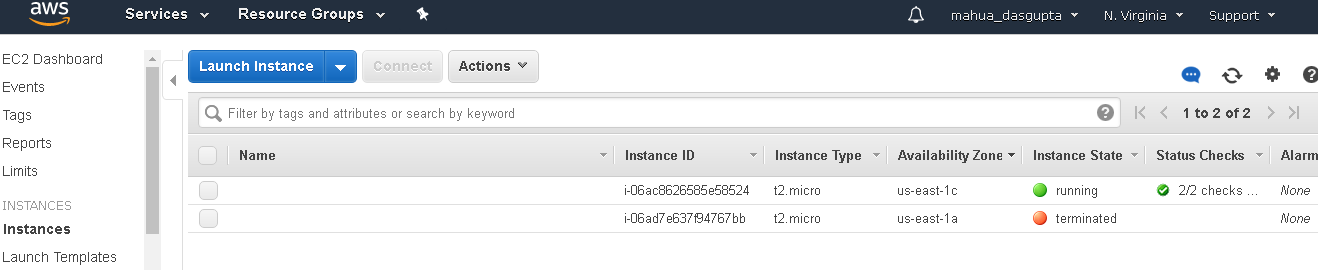 aws Services Resource Groups mahua_dasgupta N. Virginia Support
EC2 Dashboard
Events
Tags
Reports
Limits
INSTANCES
Instances
Launch Templates
Launch Instance Connect Actions
Filter by tags and attributes or search by keyword 1 to 2 of 2
Name Instance ID Instance Type Availability Zone Instance State Status Checks Alarm
i-06ac8626585e58524 t2.micro us-east-1c running 2/2 checks ... None
i-06ad7e637f94767bb t2.micro us-east-1a terminated None